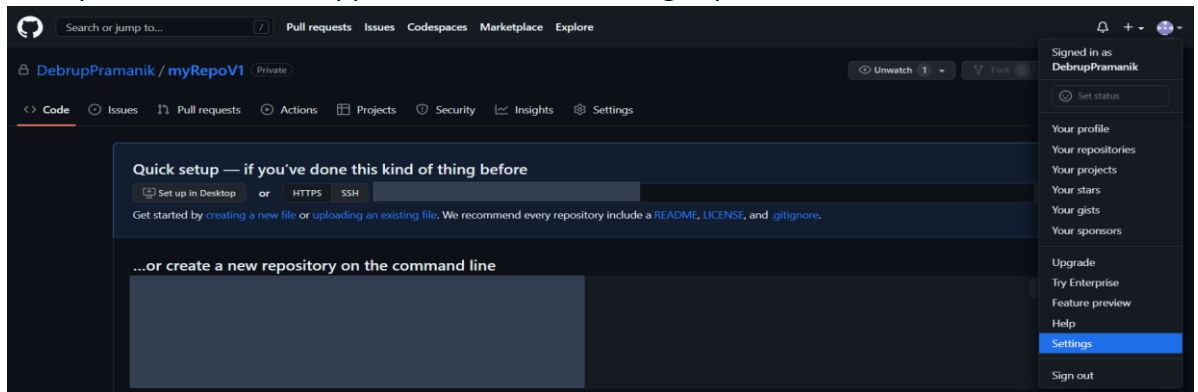 Search or jump to... / Pull requests Issues Codespaces Marketplace Explore
DebrupPramanik / myRepoV1 Private
Unwatch 1 Fork 0
<> Code Issues Pull requests Actions Projects Security Insights Settings
Quick setup — if you've done this kind of thing before
Set up in Desktop or HTTPS SSH
Get started by creating a new file or uploading an existing file. We recommend every repository include a README, LICENSE, and .gitignore.
...or create a new repository on the command line
Signed in as
DebrupPramanik
Set status
Your profile
Your repositories
Your projects
Your stars
Your gists
Your sponsors
Upgrade
Try Enterprise
Feature preview
Help
Settings
Sign out